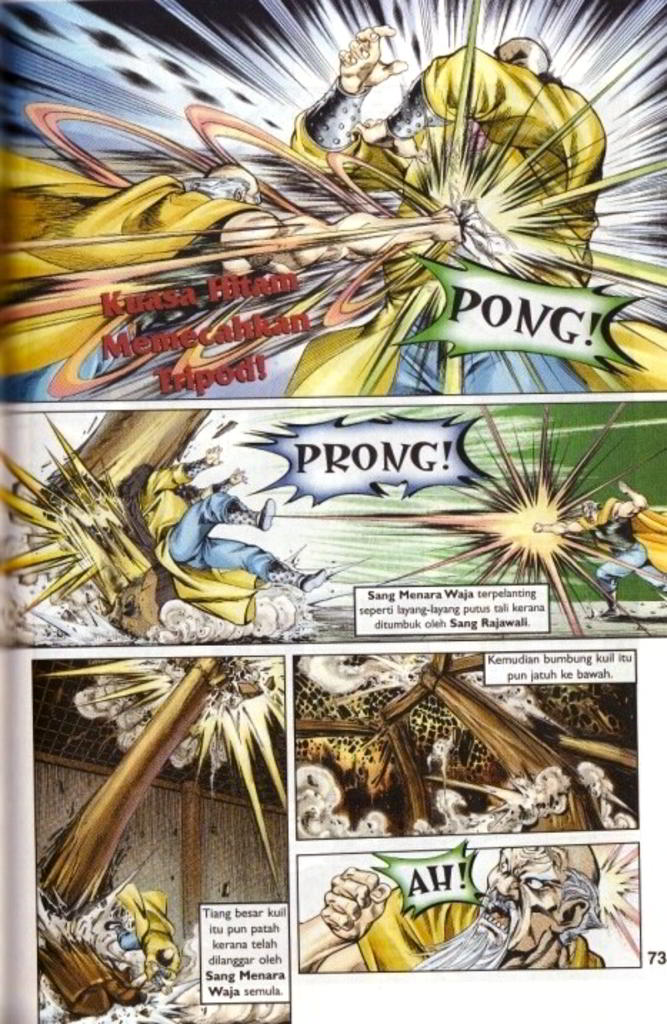 Kuasa Hitam
Memecahkan
Tripod!
PONG!
PRONG!
Sang Menara Waja terpelanting
seperti layang-layang putus tali kerana
ditumbuk oleh Sang Rajawali.
Kemudian bumbung kuil itu
pun jatuh ke bawah.
Tiang besar kuil
itu pun patah
kerana telah
dilanggar oleh
Sang Menara
Waja semula.
AH!
73